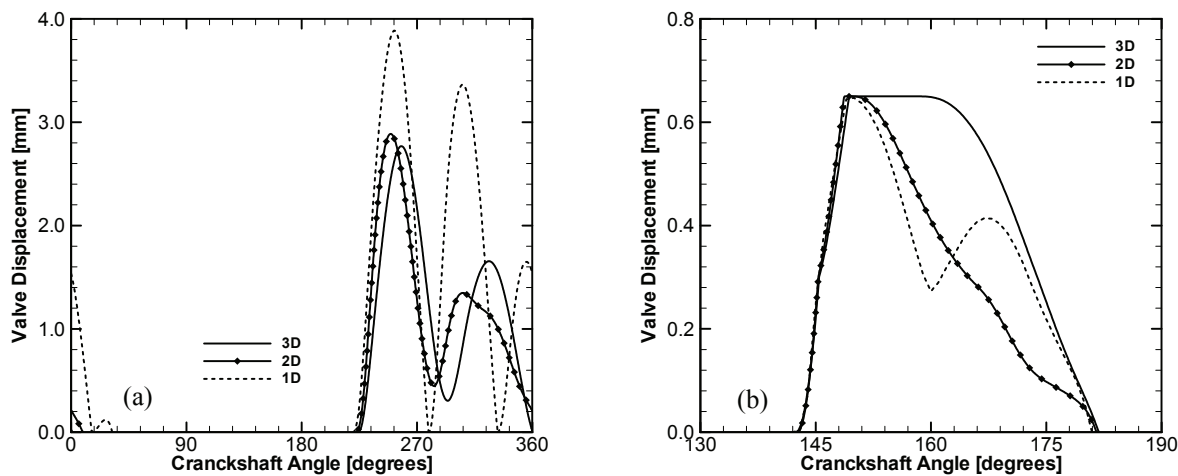 4.0
3.0
2.0
1.0
0.0
Valve Displacement [mm]
0
90
180
270
360
Cranckshaft Angle [degrees]
3D
2D
1D
(a)
0.8
0.6
0.4
0.2
0.0
Valve Displacement [mm]
130
145
160
175
190
Cranckshaft Angle [degrees]
3D
2D
1D
(b)